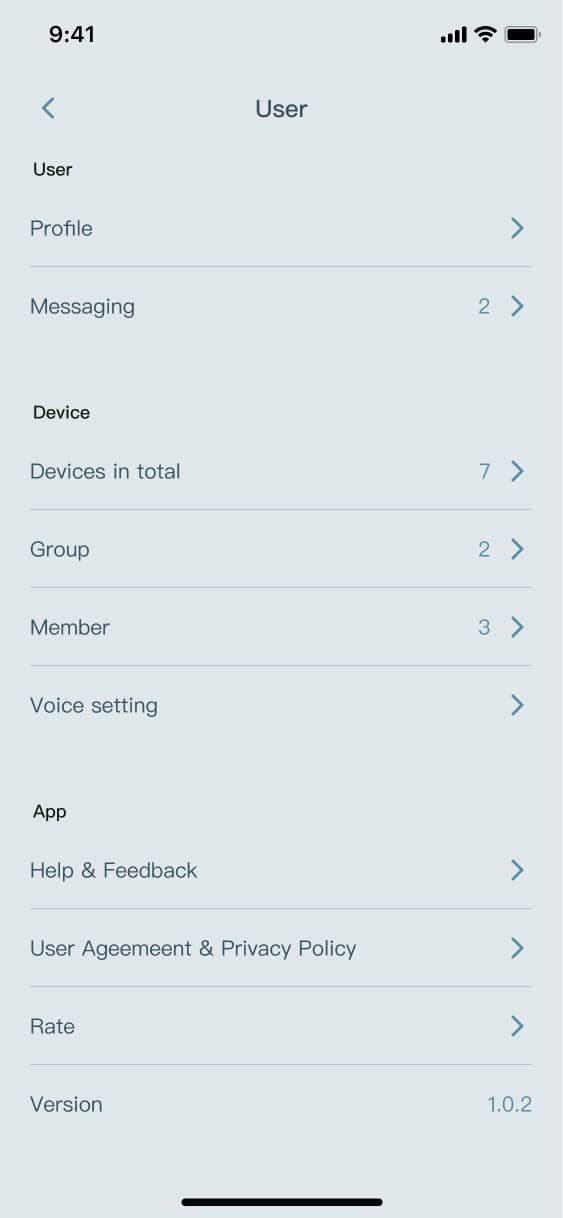 9:41
User
User
Profile
Messaging 2
Device
Devices in total 7
Group 2
Member 3
Voice setting
App
Help & Feedback
User Ageemeent & Privacy Policy
Rate
Version 1.0.2